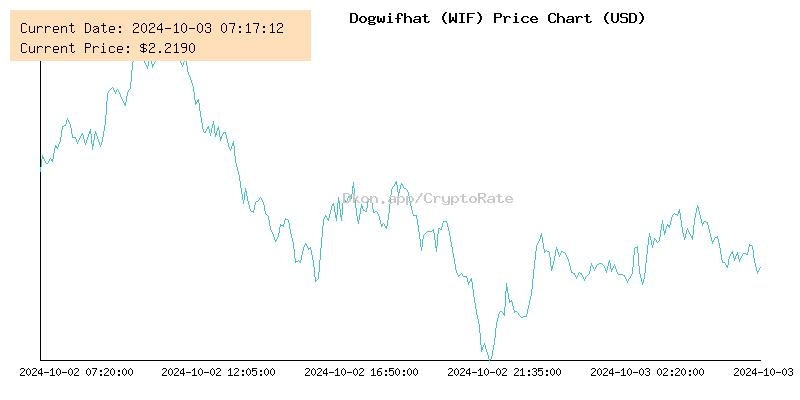 Dogwifhat (WIF) Price Chart (USD)
Current Date: 2024-10-03 07:17:12
Current Price: $2.2190
Dkon.app/CryptoRate
2024-10-02 07:20:00 2024-10-02 12:05:00 2024-10-02 16:50:00 2024-10-02 21:35:00 2024-10-03 02:20:00 2024-10-03